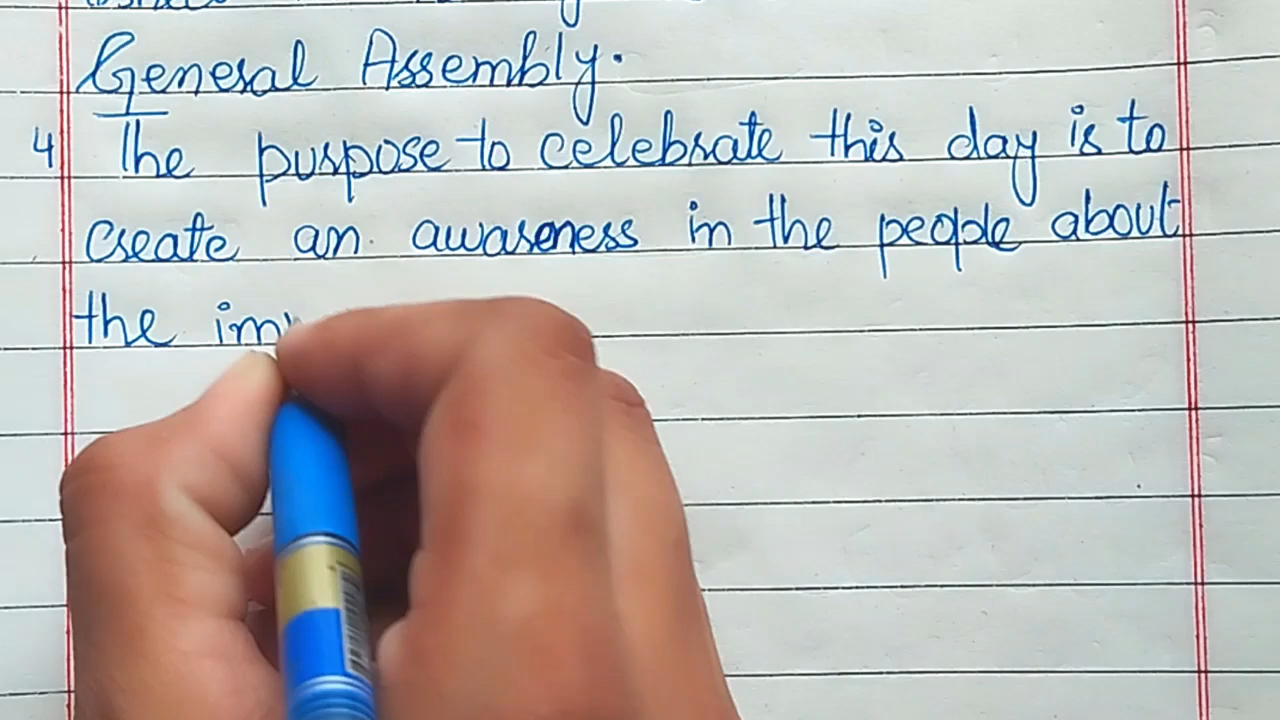 General Assembly.
4 The purpose to celebrate this day is to
create an awareness in the people about
the im